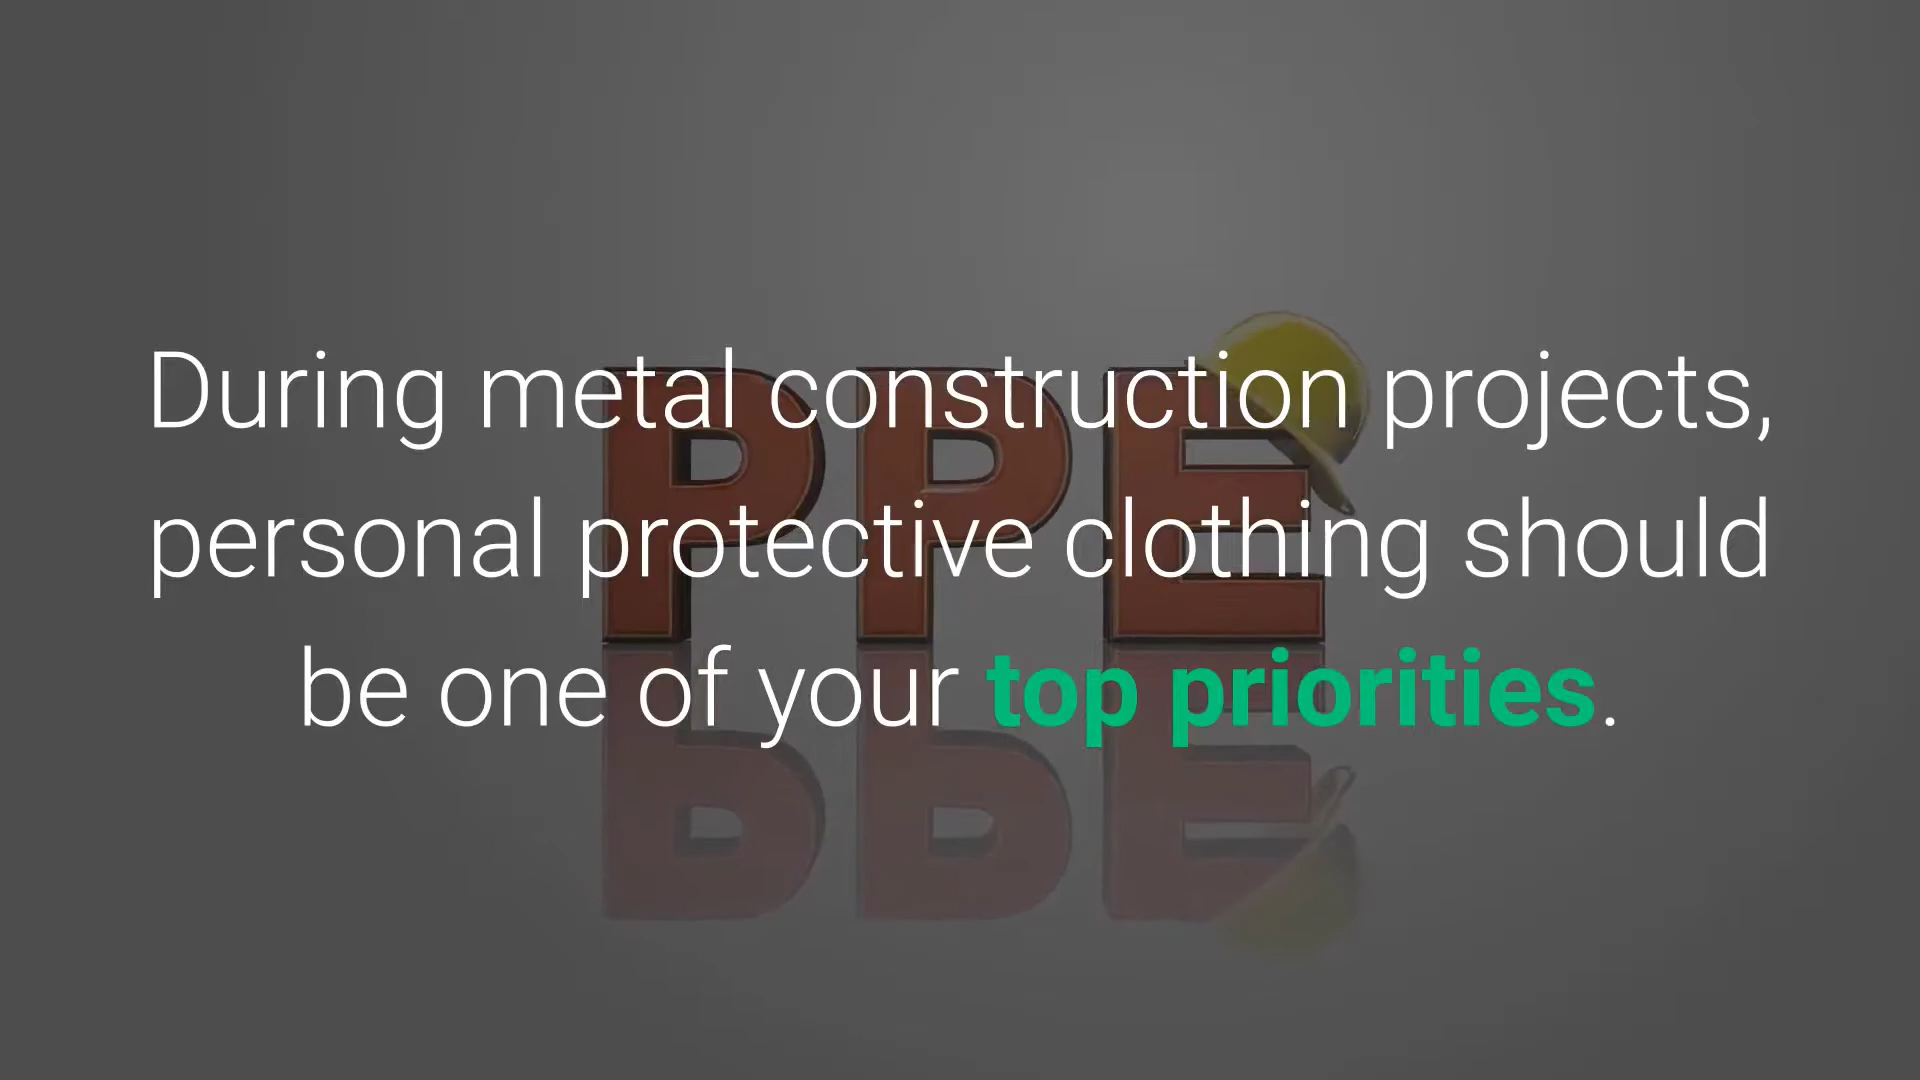 During metal construction projects,
personal protective clothing should
be one of your top priorities.
PPE